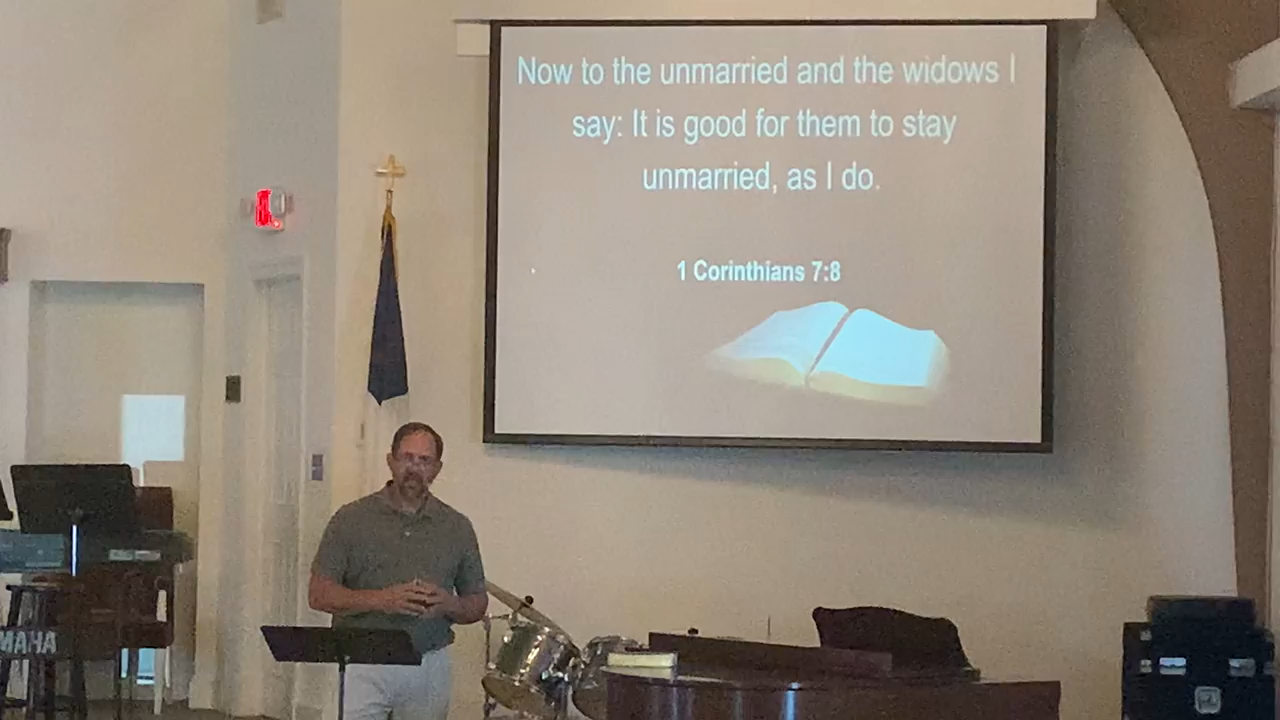 Now to the unmarried and the widows I
say: It is good for them to stay
unmarried, as I do.
1 Corinthians 7:8
MAHA